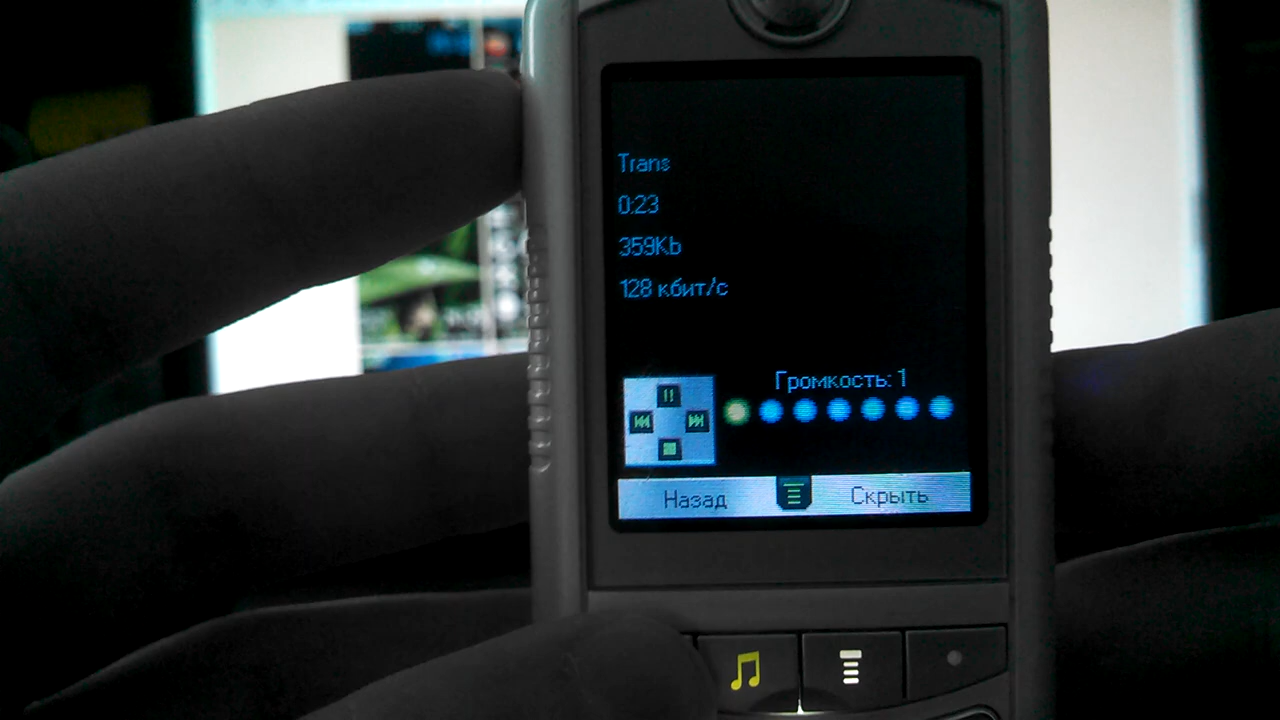 Trans
0:23
359Kb
128 кбит/с
Громкость: 1
Назад
Скрыть